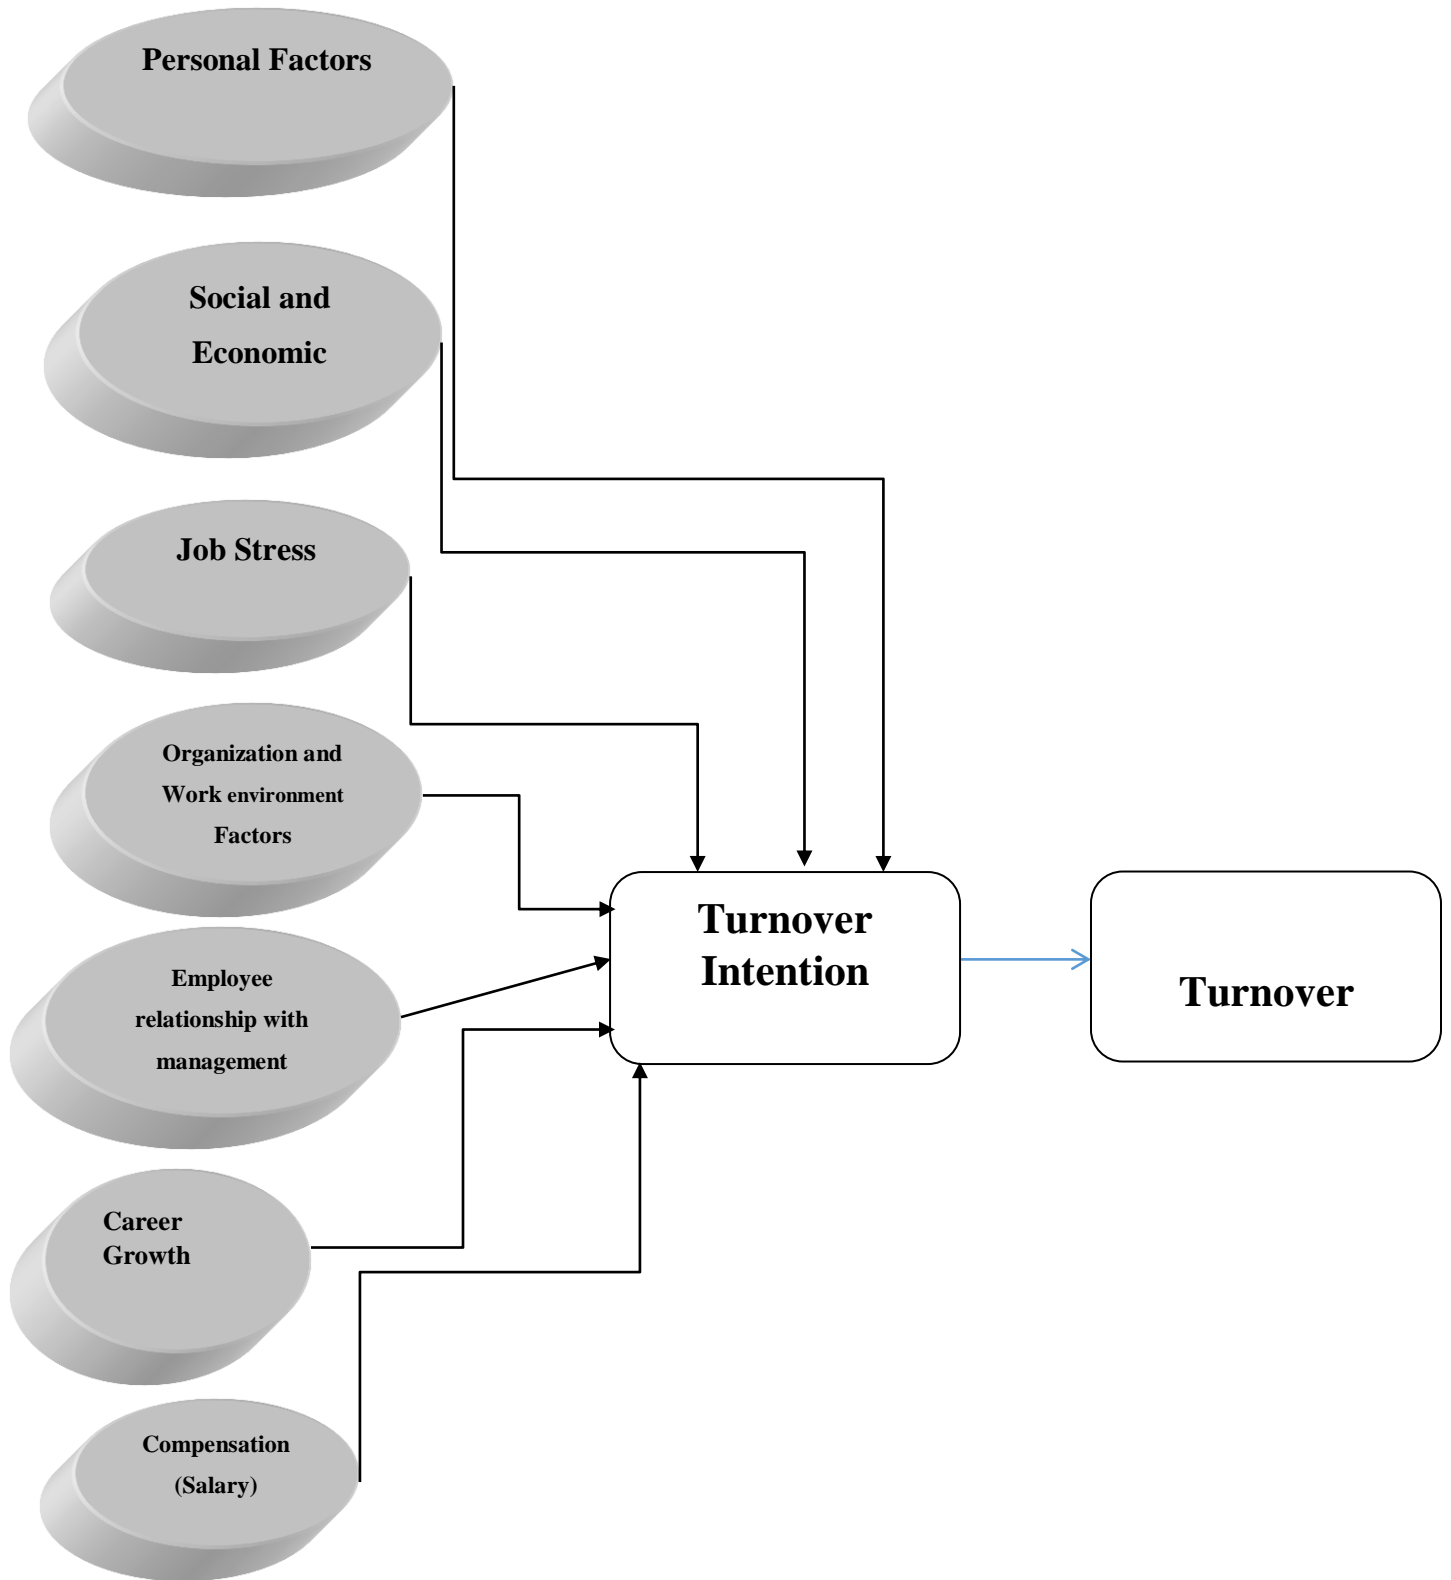 Personal Factors
Social and
Economic
Job Stress
Organization and
Work environment
Factors
Employee
relationship with
management
Career
Growth
Compensation
(Salary)
Turnover
Intention
Turnover